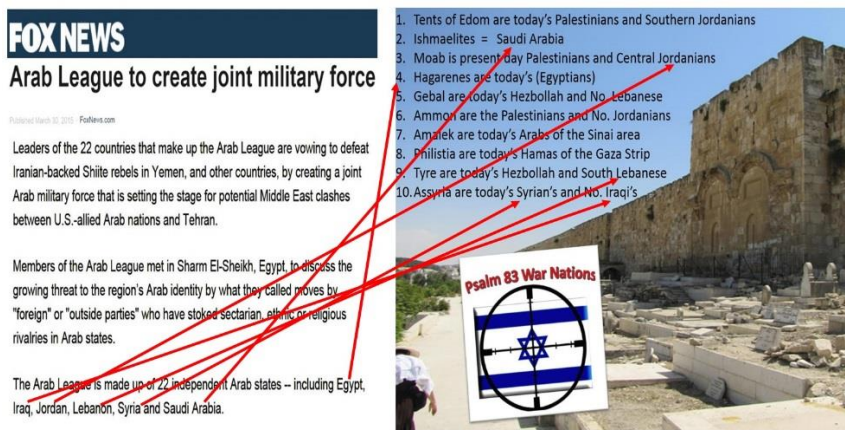 FOX NEWS
Arab League to create joint military force
Published March 30, 2015 · FoxNews.com
Leaders of the 22 countries that make up the Arab League are vowing to defeat
Iranian-backed Shiite rebels in Yemen, and other countries, by creating a joint
Arab military force that is setting the stage for potential Middle East clashes
between U.S.-allied Arab nations and Tehran.
Members of the Arab League met in Sharm El-Sheikh, Egypt, to discuss the
growing threat to the region's Arab identity by what they called moves by
"foreign" or "outside parties" who have stoked sectarian, ethnic or religious
rivalries in Arab states.
The Arab League is made up of 22 independent Arab states -- including Egypt,
Iraq, Jordan, Lebanon, Syria and Saudi Arabia.
1. Tents of Edom are today's Palestinians and Southern Jordanians
2. Ishmaelites = Saudi Arabia
3. Moab is present day Palestinians and Central Jordanians
4. Hagarenes are today's (Egyptians)
5. Gebal are today's Hezbollah and No. Lebanese
6. Ammon are the Palestinians and No. Jordanians
7. Amalek are today's Arabs of the Sinai area
8. Philistia are today's Hamas of the Gaza Strip
9. Tyre are today's Hezbollah and South Lebanese
10. Assyria are today's Syrian's and No. Iraqi's
Psalm 83 War Nations